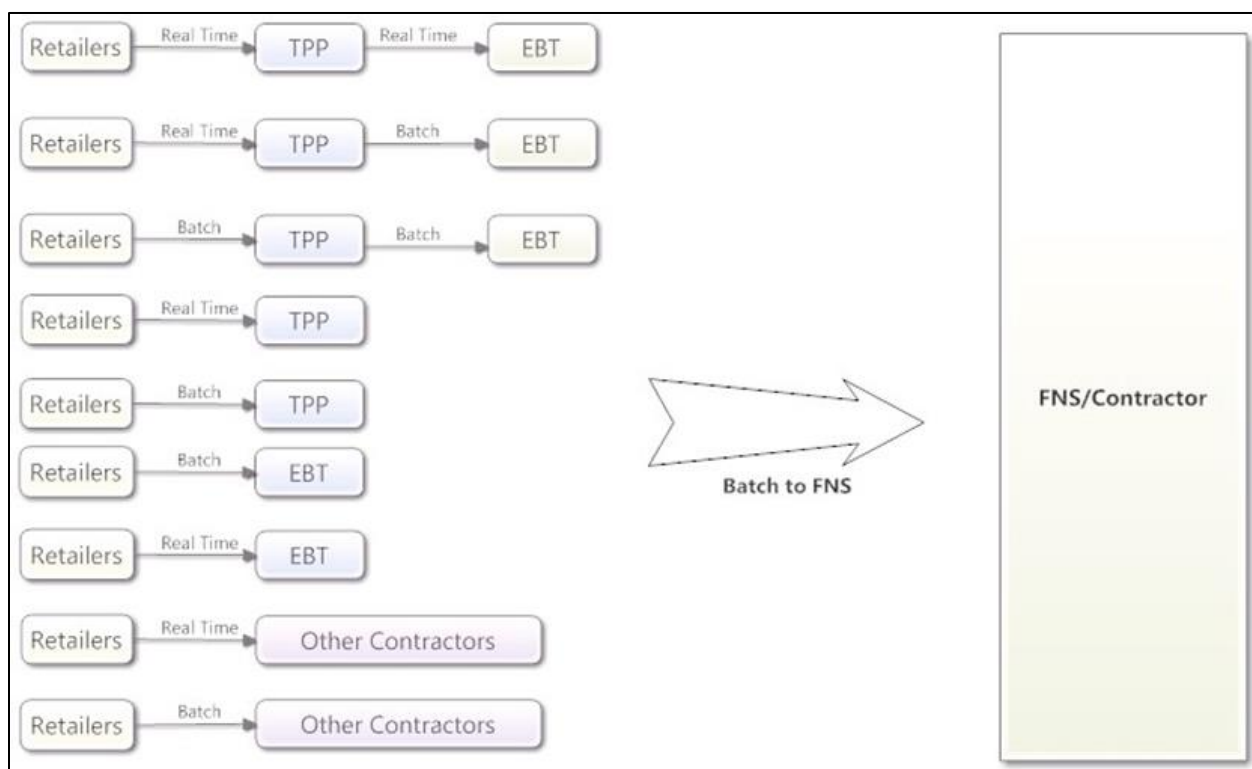 Retailers Real Time TPP Real Time EBT
Retailers Real Time TPP Batch EBT
Retailers Batch TPP Batch EBT
Retailers Real Time TPP
Retailers Batch TPP
Retailers Batch EBT
Retailers Real Time EBT
Retailers Real Time Other Contractors
Retailers Batch Other Contractors
Batch to FNS
FNS/Contractor